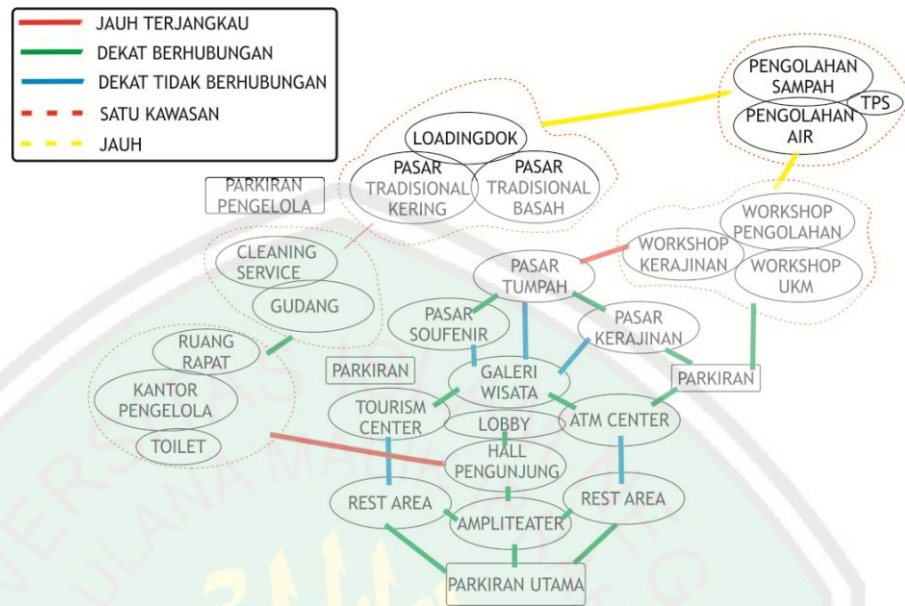 JAUH TERJANGKAU
DEKAT BERHUBUNGAN
DEKAT TIDAK BERHUBUNGAN
SATU KAWASAN
JAUH
PENGOLAHAN
SAMPAH
TPS
PENGOLAHAN
AIR
LOADINGDOK
PASAR
TRADISIONAL
KERING
PASAR
TRADISIONAL
BASAH
PARKIRAN
PENGELOLA
CLEANING
SERVICE
GUDANG
PASAR
TUMPAH
WORKSHOP
KERAJINAN
WORKSHOP
PENGOLAHAN
WORKSHOP
UKM
PASAR
SOUFENIR
PASAR
KERAJINAN
RUANG
RAPAT
KANTOR
PENGELOLA
TOILET
PARKIRAN
GALERI
WISATA
PARKIRAN
TOURISM
CENTER
LOBBY
ATM CENTER
HALL
PENGUNJUNG
REST AREA
AMPLITEATER
REST AREA
PARKIRAN UTAMA